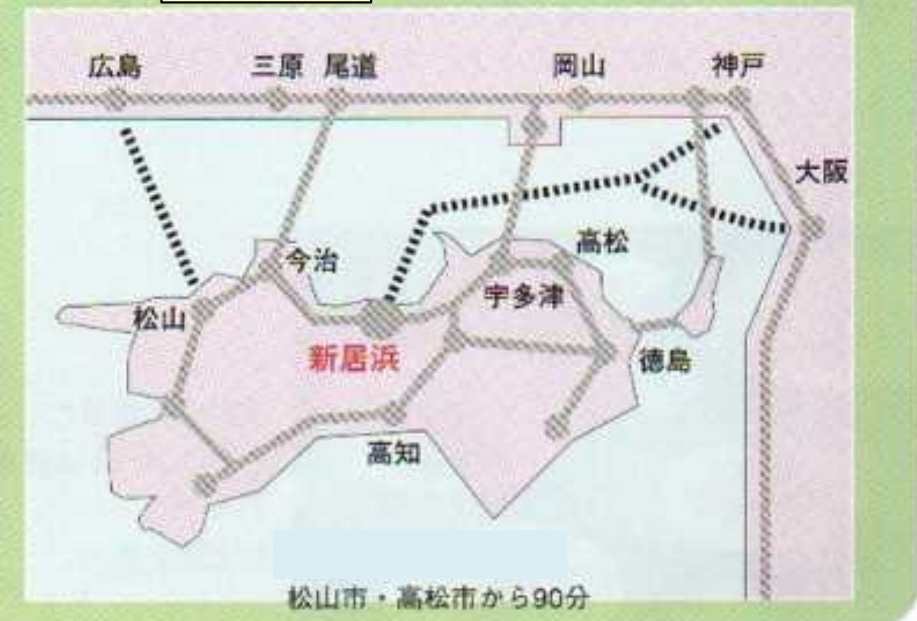 広島
三原
尾道
岡山
神戸
大阪
今治
高松
松山
宇多津
新居浜
徳島
高知
松山市・高松市から90分